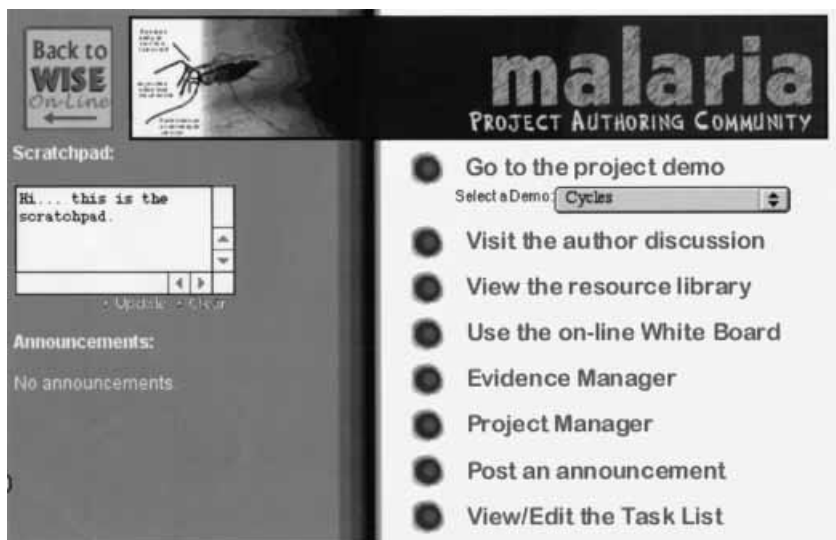 Back to
WISE
On-Line
malaria
PROJECT AUTHORING COMMUNITY
Scratchpad:
Hi... this is the
scratchpad.
• Update • Clear
Announcements:
No announcements.
Go to the project demo
Select a Demo: Cycles
Visit the author discussion
View the resource library
Use the on-line White Board
Evidence Manager
Project Manager
Post an announcement
View/Edit the Task List